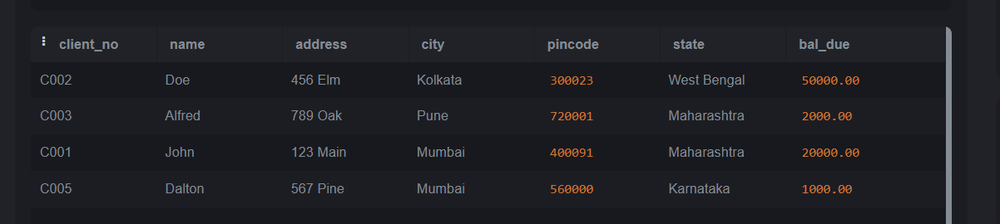 client_no name address city pincode state bal_due
C002 Doe 456 Elm Kolkata 300023 West Bengal 50000.00
C003 Alfred 789 Oak Pune 720001 Maharashtra 2000.00
C001 John 123 Main Mumbai 400091 Maharashtra 20000.00
C005 Dalton 567 Pine Mumbai 560000 Karnataka 1000.00